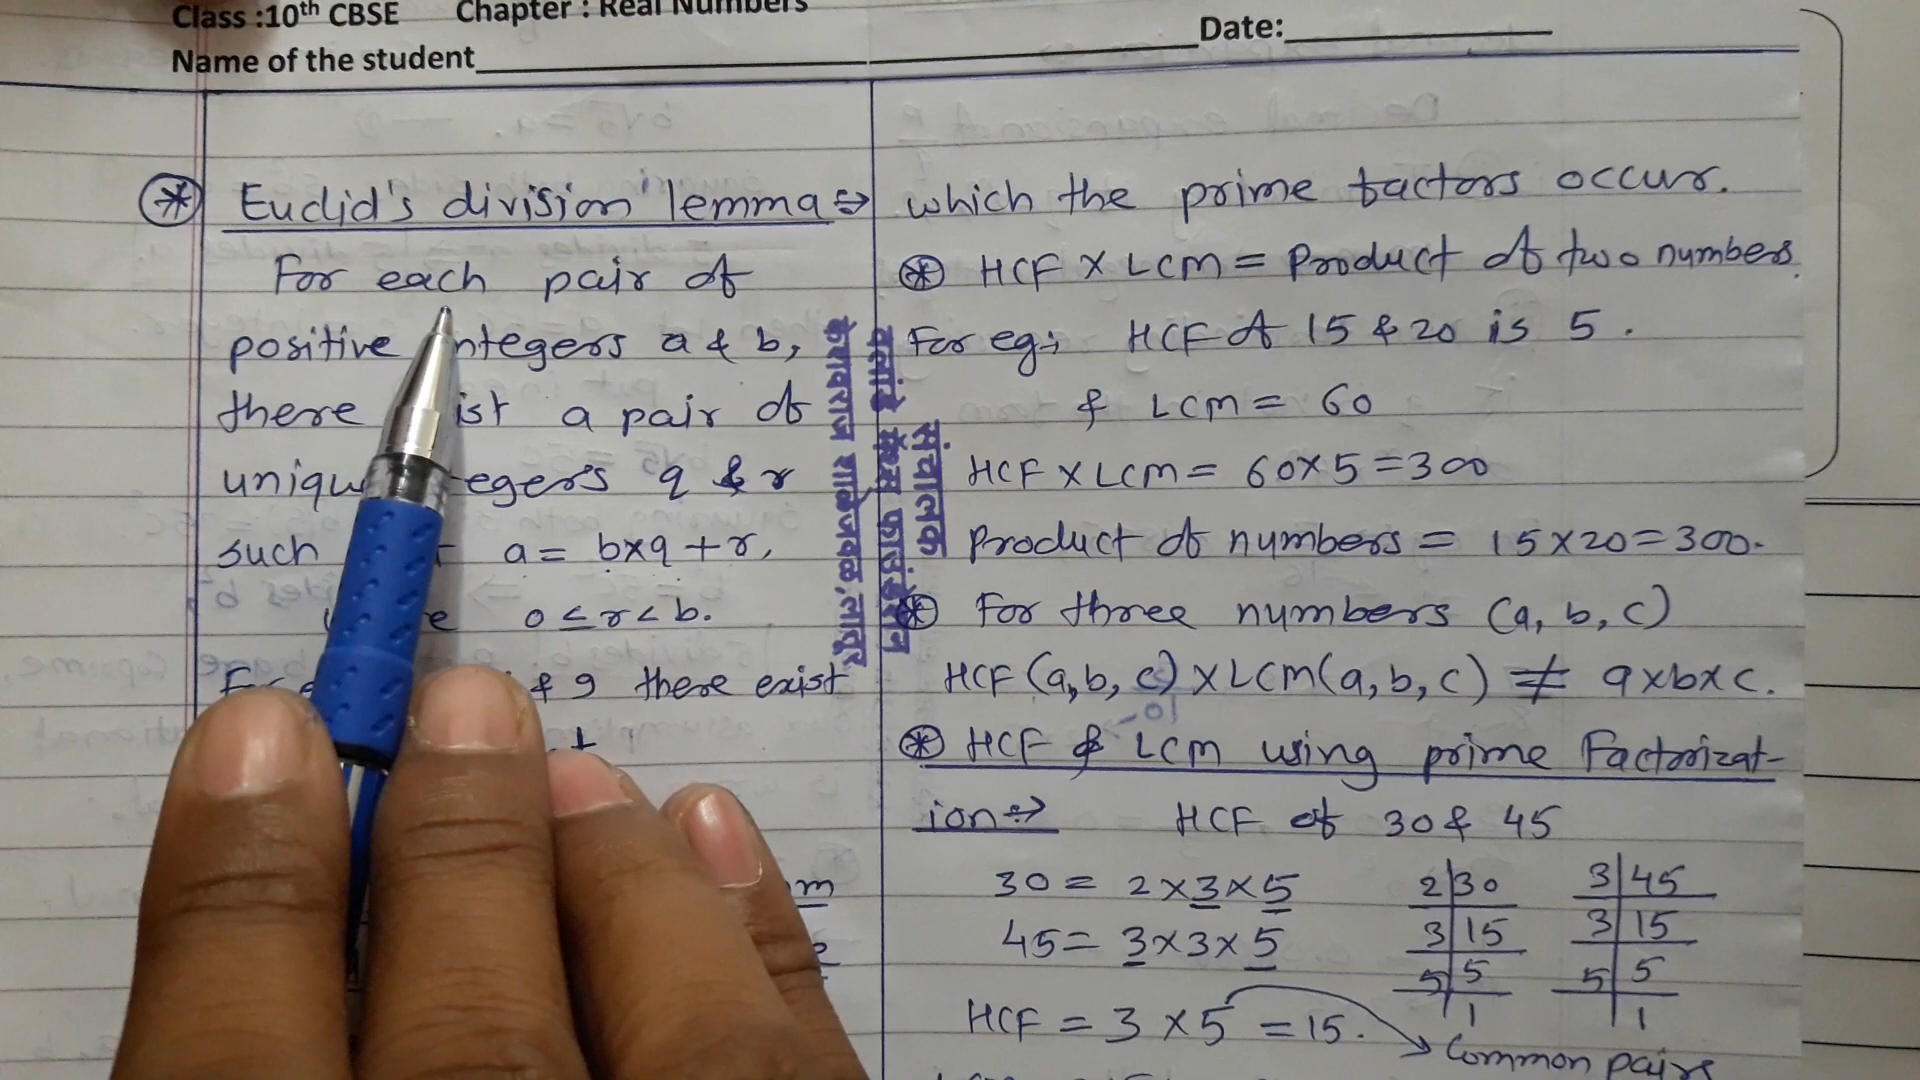 Class :10th CBSE Chapter : Real Numbers
Name of the student Date:
Euclid's division lemma ⇒
For each pair of
positive integers a & b,
there ist a pair of
uniqu egers q & r
such a = b×q + r,
e 0 ≤ r < b.
& 9 there exist
m
which the prime factors occur.
HCF × LCM = Product of two numbers.
For eg; HCF of 15 & 20 is 5.
& LCM = 60
HCF × LCM = 60×5 = 300
Product of numbers = 15×20=300.
For three numbers (a, b, c)
HCF (a,b, c) × LCM(a, b, c) ≠ a×b×c.
HCF & LCM using prime Factorizat-
ion ⇒ HCF of 30 & 45
30 = 2×3×5 2 30 3 45
45 = 3×3×5 3 15 3 15
5 5 5 5
HCF = 3×5 = 15. 1 1
Common pairs
केशवराज शाळेजवळ,लातूर
संचालक